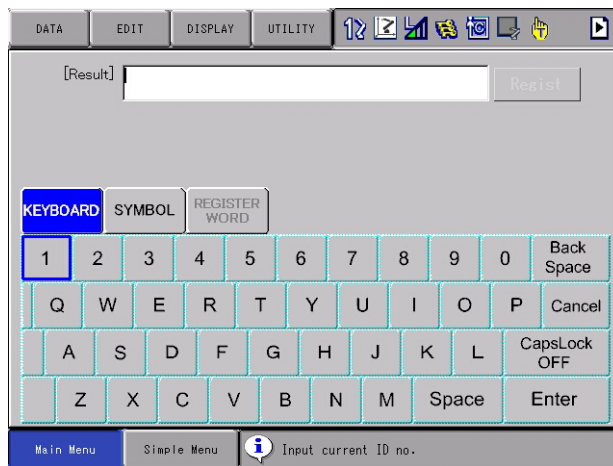 DATA EDIT DISPLAY UTILITY
[Result] Regist
KEYBOARD SYMBOL REGISTER WORD
1 2 3 4 5 6 7 8 9 0 Back Space
Q W E R T Y U I O P Cancel
A S D F G H J K L CapsLock OFF
Z X C V B N M Space Enter
Main Menu Simple Menu Input current ID no.